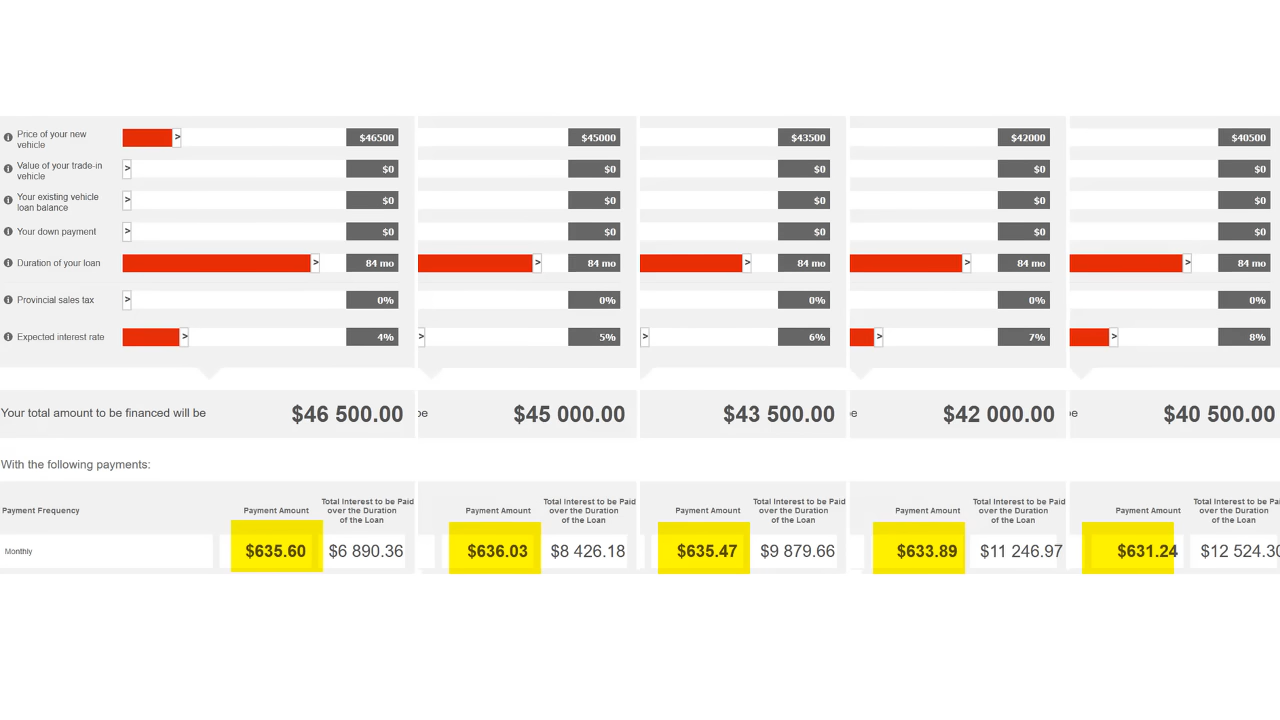 Price of your new
vehicle
> $46500 $45000 $43500 $42000 $40500
Value of your trade-in
vehicle
> $0 $0 $0 $0 $0
Your existing vehicle
loan balance
> $0 $0 $0 $0 $0
Your down payment > $0 $0 $0 $0 $0
Duration of your loan > 84 mo > 84 mo > 84 mo > 84 mo > 84 mo
Provincial sales tax > 0% 0% 0% 0% 0%
Expected interest rate > 4% > 5% > 6% > 7% > 8%
Your total amount to be financed will be $46 500.00 be $45 000.00 $43 500.00 e $42 000.00 e $40 500.00
With the following payments:
Payment Frequency
Payment Amount
Total Interest to be Paid
over the Duration
of the Loan
Payment Amount
Total Interest to be Paid
over the Duration
of the Loan
Payment Amount
Total Interest to be Paid
over the Duration
of the Loan
Payment Amount
Total Interest to be Paid
over the Duration
of the Loan
Payment Amount
Total Interest to be Pai
over the Duration
of the Loan
Monthly $635.60 $6 890.36 $636.03 $8 426.18 $635.47 $9 879.66 $633.89 $11 246.97 $631.24 $12 524.30